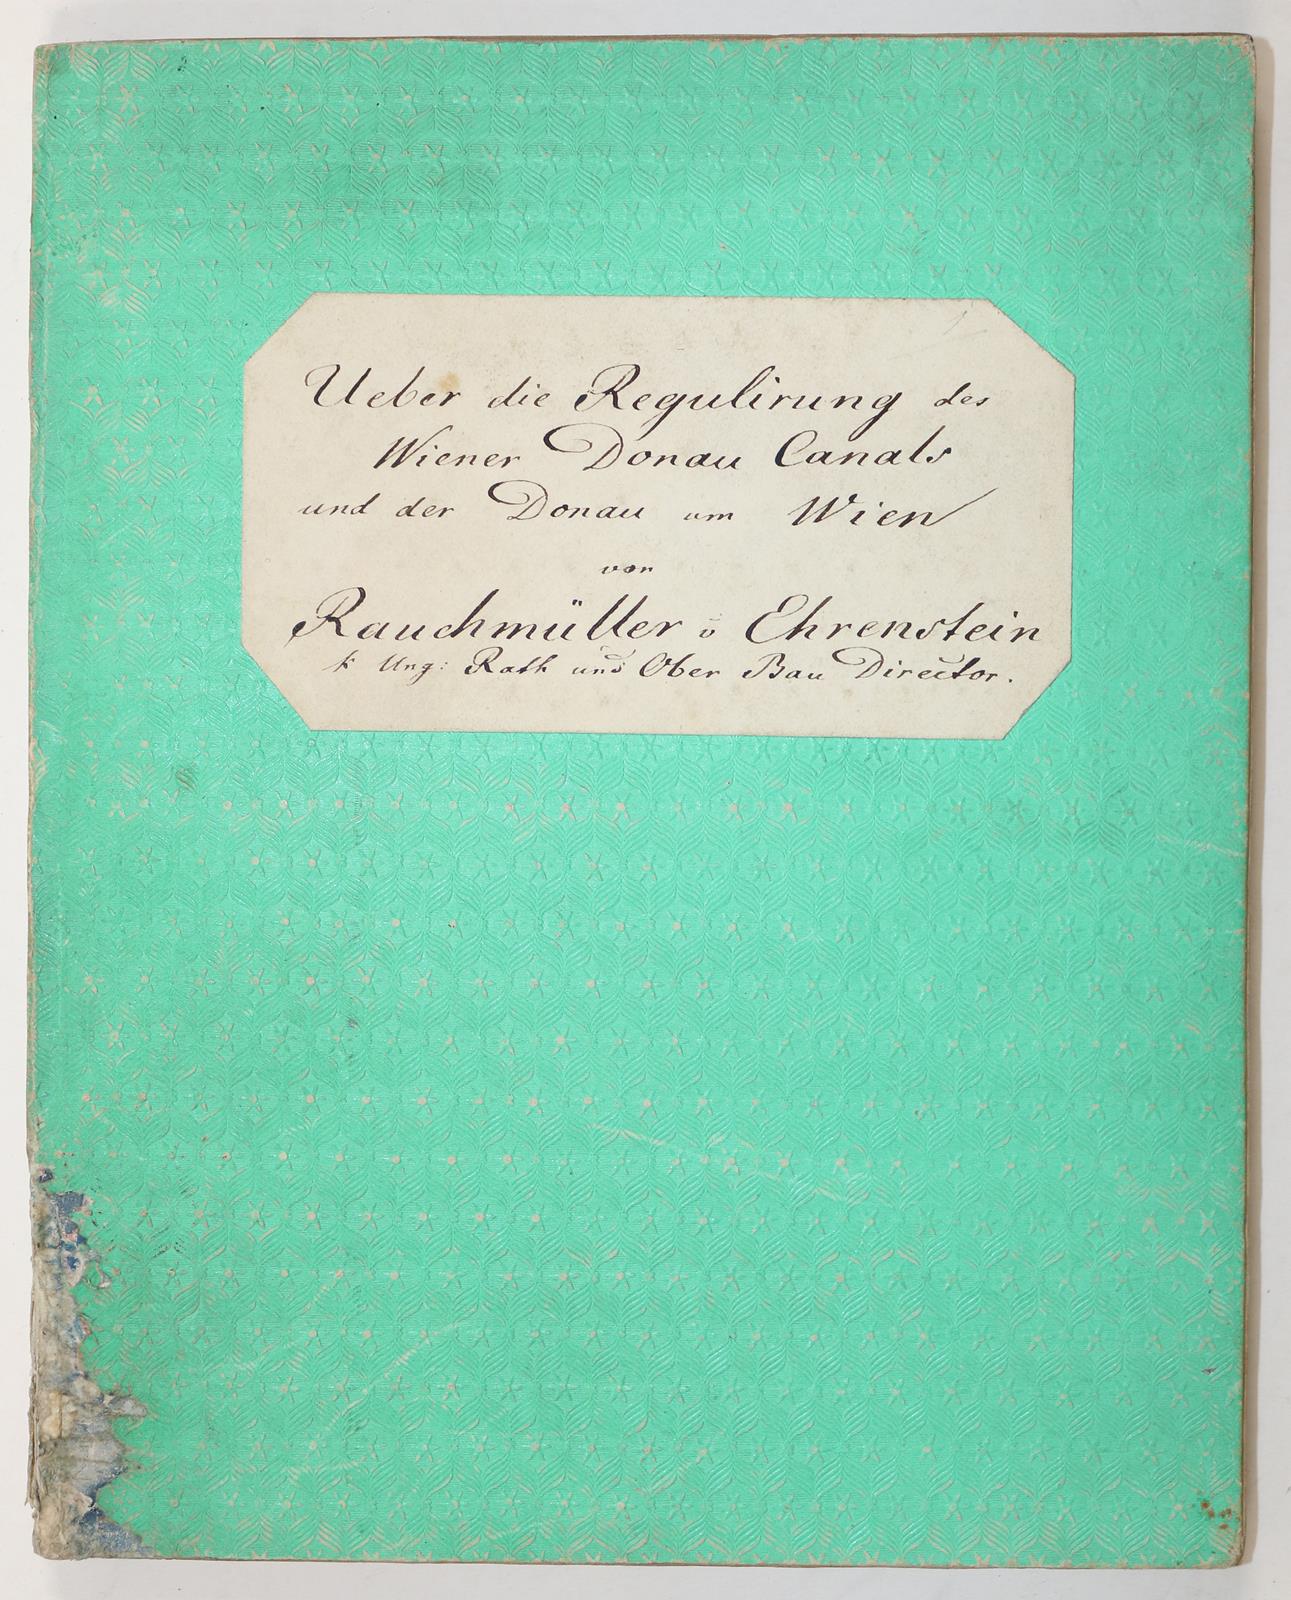 Ueber die Regulirung des
Wiener Donau Canals
und der Donau um Wien
von
Rauchmüller v Ehrenstein
k Ung: Rath und Ober Bau Director.